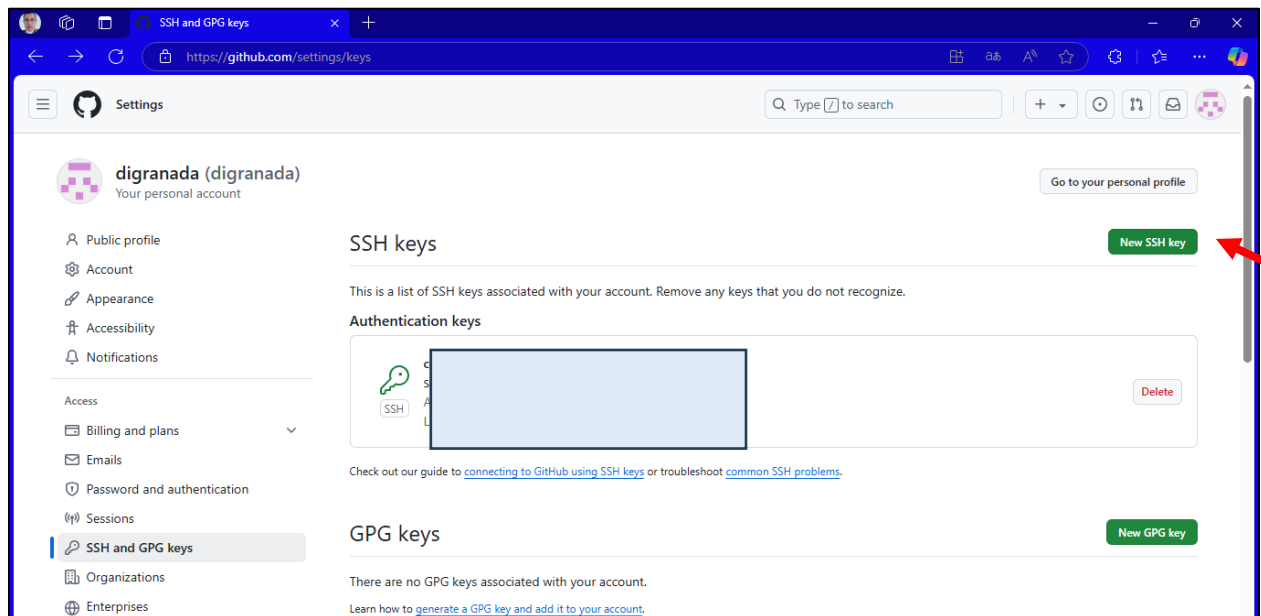 SSH and GPG keys
https://github.com/settings/keys
Settings
Type / to search
digranada (digranada)
Your personal account
Go to your personal profile
Public profile
Account
Appearance
Accessibility
Notifications
Access
Billing and plans
Emails
Password and authentication
Sessions
SSH and GPG keys
Organizations
Enterprises
SSH keys
New SSH key
This is a list of SSH keys associated with your account. Remove any keys that you do not recognize.
Authentication keys
SSH
Delete
Check out our guide to connecting to GitHub using SSH keys or troubleshoot common SSH problems.
GPG keys
New GPG key
There are no GPG keys associated with your account.
Learn how to generate a GPG key and add it to your account.